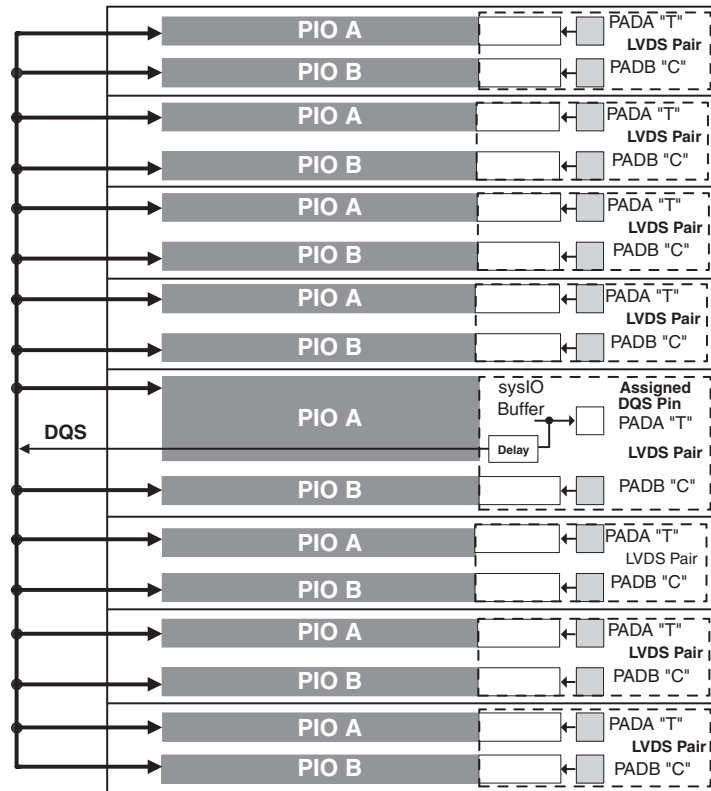 PIO A
PADA "T"
LVDS Pair
PIO B
PADB "C"
PIO A
PADA "T"
LVDS Pair
PIO B
PADB "C"
PIO A
PADA "T"
LVDS Pair
PIO B
PADB "C"
PIO A
PADA "T"
LVDS Pair
PIO B
PADB "C"
sysIO
Buffer
Assigned
DQS Pin
PIO A
PADA "T"
DQS
Delay
LVDS Pair
PIO B
PADB "C"
PIO A
PADA "T"
LVDS Pair
PIO B
PADB "C"
PIO A
PADA "T"
LVDS Pair
PIO B
PADB "C"
PIO A
PADA "T"
LVDS Pair
PIO B
PADB "C"